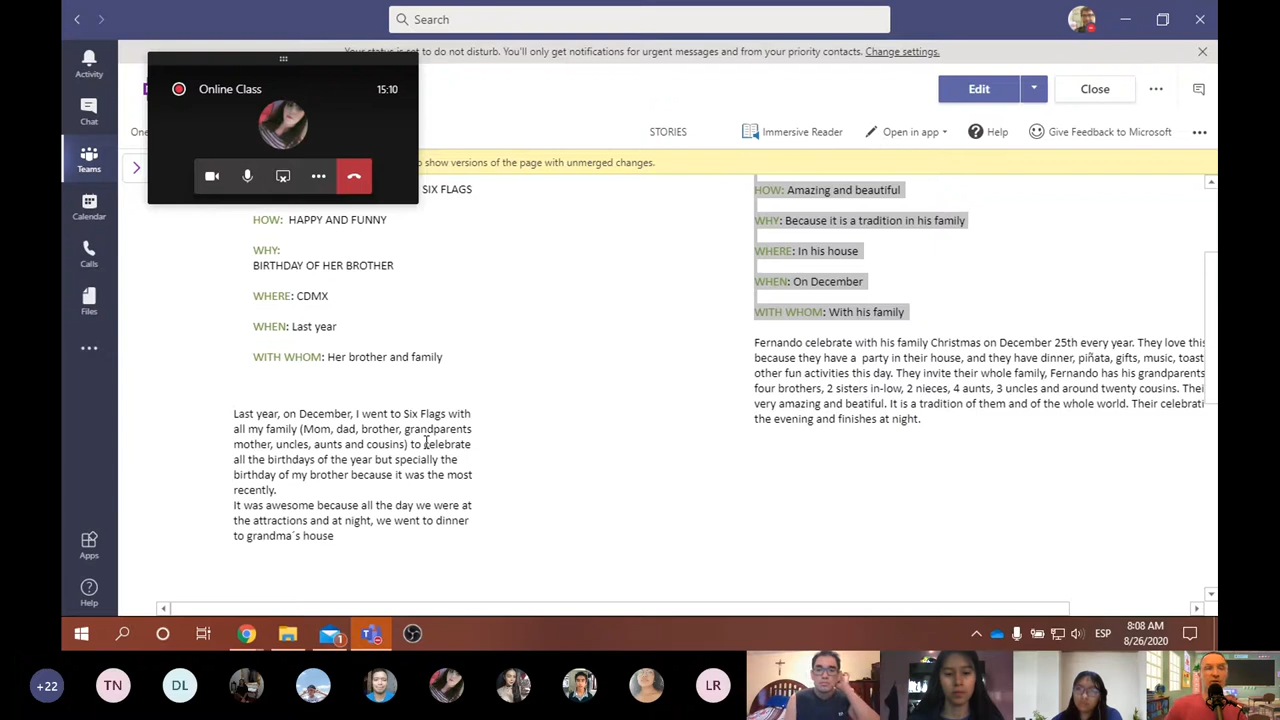 Search
Your status is set to do not disturb. You'll only get notifications for urgent messages and from your priority contacts. Change settings.
Activity
Chat
Teams
Calendar
Calls
Files
Apps
Help
Online Class
15:10
Edit
Close
STORIES
Immersive Reader
Open in app
Help
Give Feedback to Microsoft
to show versions of the page with unmerged changes.
SIX FLAGS
HOW: HAPPY AND FUNNY
WHY:
BIRTHDAY OF HER BROTHER
WHERE: CDMX
WHEN: Last year
WITH WHOM: Her brother and family
Last year, on December, I went to Six Flags with
all my family (Mom, dad, brother, grandparents
mother, uncles, aunts and cousins) to celebrate
all the birthdays of the year but specially the
birthday of my brother because it was the most
recently.
It was awesome because all the day we were at
the attractions and at night, we went to dinner
to grandma´s house
HOW: Amazing and beautiful
WHY: Because it is a tradition in his family
WHERE: In his house
WHEN: On December
WITH WHOM: With his family
Fernando celebrate with his family Christmas on December 25th every year. They love this
because they have a party in their house, and they have dinner, piñata, gifts, music, toast
other fun activities this day. They invite their whole family, Fernando has his grandparents
four brothers, 2 sisters in-low, 2 nieces, 4 aunts, 3 uncles and around twenty cousins. Thei
very amazing and beatiful. It is a tradition of them and of the whole world. Their celebrati
the evening and finishes at night.
1
ESP
8:08 AM
8/26/2020
+22
TN
DL
LR